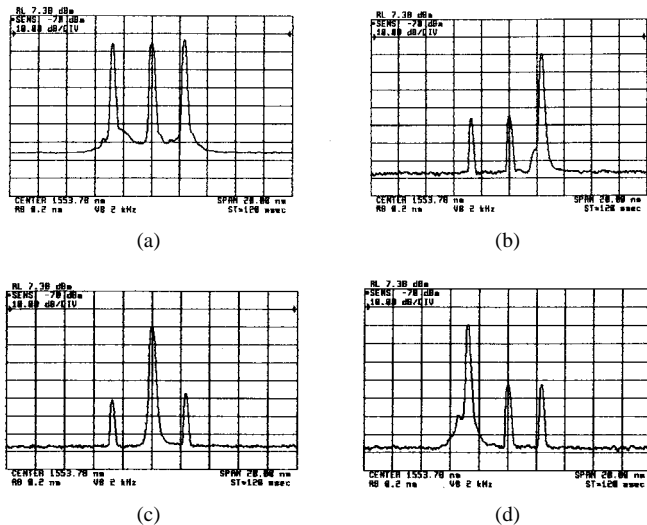 RL 7.30 dBm
*SENS -70 dBm
10.00 dB/DIV
CENTER 1553.78 nm
RB 0.2 nm
VB 2 kHz
SPAN 20.00 nm
ST=120 msec
(a)
RL 7.30 dBm
*SENS -70 dBm
10.00 dB/DIV
CENTER 1553.78 nm
RB 0.2 nm
VB 2 kHz
SPAN 20.00 nm
ST=120 msec
(b)
RL 7.30 dBm
*SENS -70 dBm
10.00 dB/DIV
CENTER 1553.78 nm
RB 0.2 nm
VB 2 kHz
SPAN 20.00 nm
ST=120 msec
(c)
RL 7.30 dBm
*SENS -70 dBm
10.00 dB/DIV
CENTER 1553.78 nm
RB 0.2 nm
VB 2 kHz
SPAN 20.00 nm
ST=120 msec
(d)